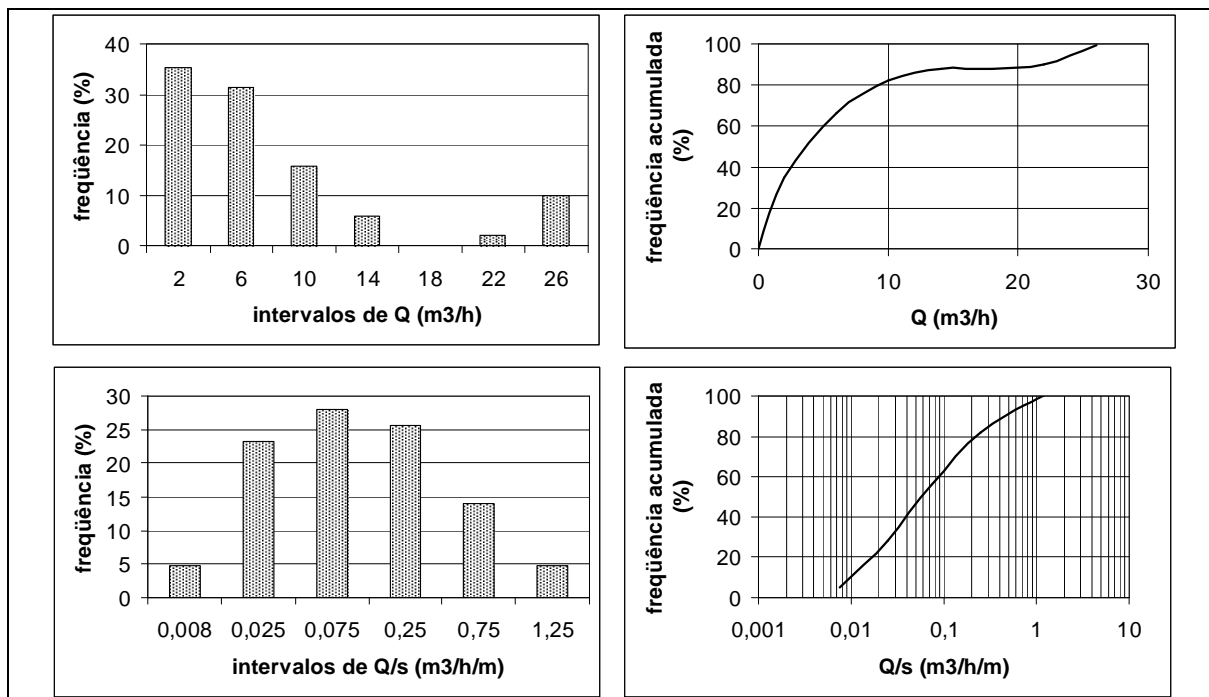 freqüência (%)
40
30
20
10
0
2 6 10 14 18 22 26
intervalos de Q (m3/h)
freqüência acumulada
(%)
100
80
60
40
20
0
0 10 20 30
Q (m3/h)
freqüência (%)
30
25
20
15
10
5
0
0,008 0,025 0,075 0,25 0,75 1,25
intervalos de Q/s (m3/h/m)
freqüência acumulada
(%)
100
80
60
40
20
0
0,001 0,01 0,1 1 10
Q/s (m3/h/m)